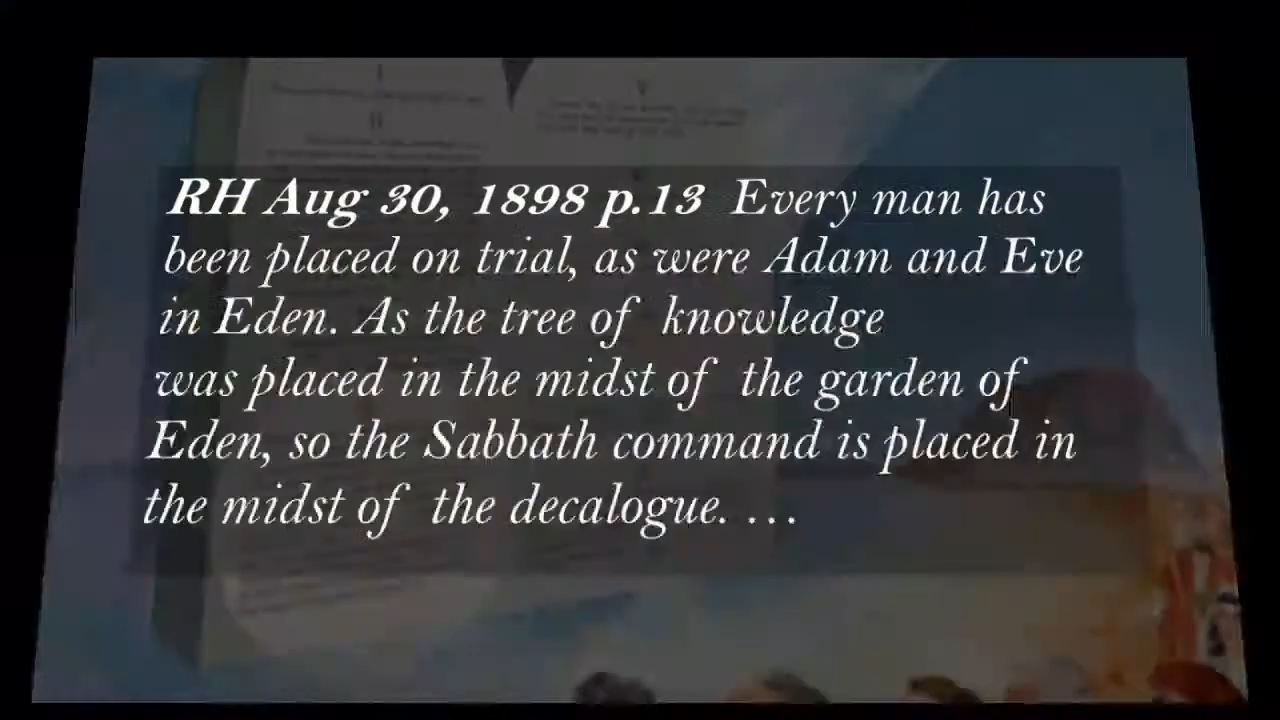 RH Aug 30, 1898 p.13 Every man has
been placed on trial, as were Adam and Eve
in Eden. As the tree of knowledge
was placed in the midst of the garden of
Eden, so the Sabbath command is placed in
the midst of the decalogue. ...